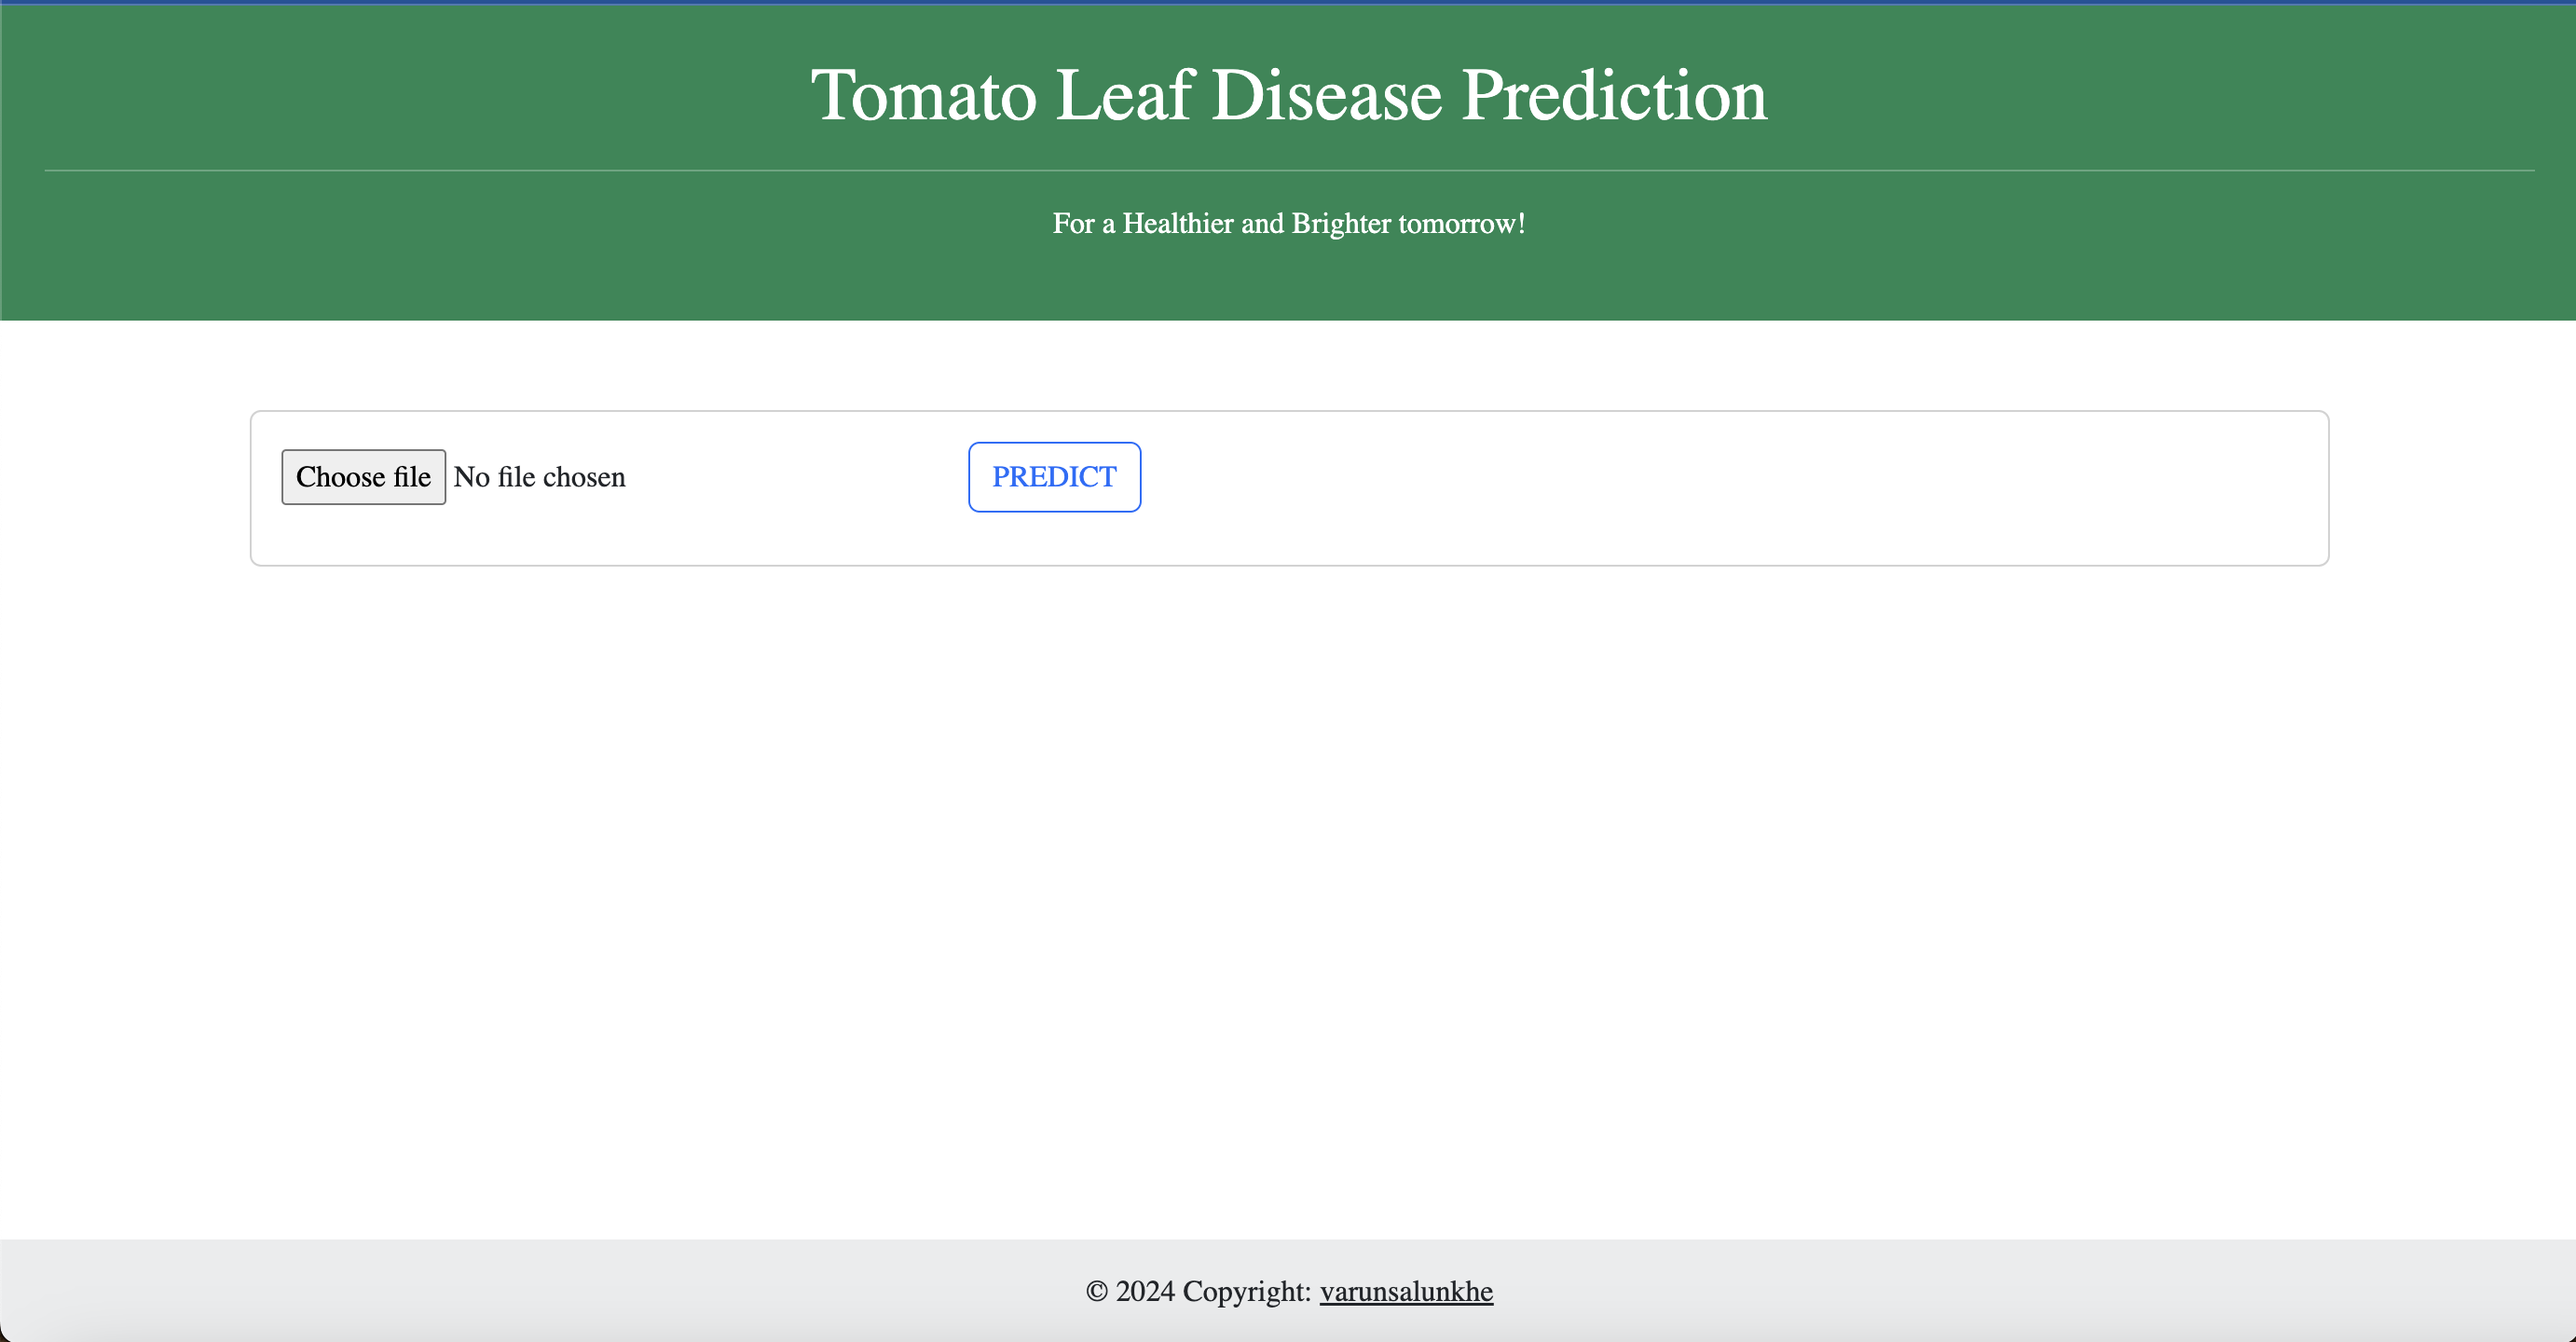 Tomato Leaf Disease Prediction
For a Healthier and Brighter tomorrow!
Choose file No file chosen PREDICT
© 2024 Copyright: varunsalunkhe